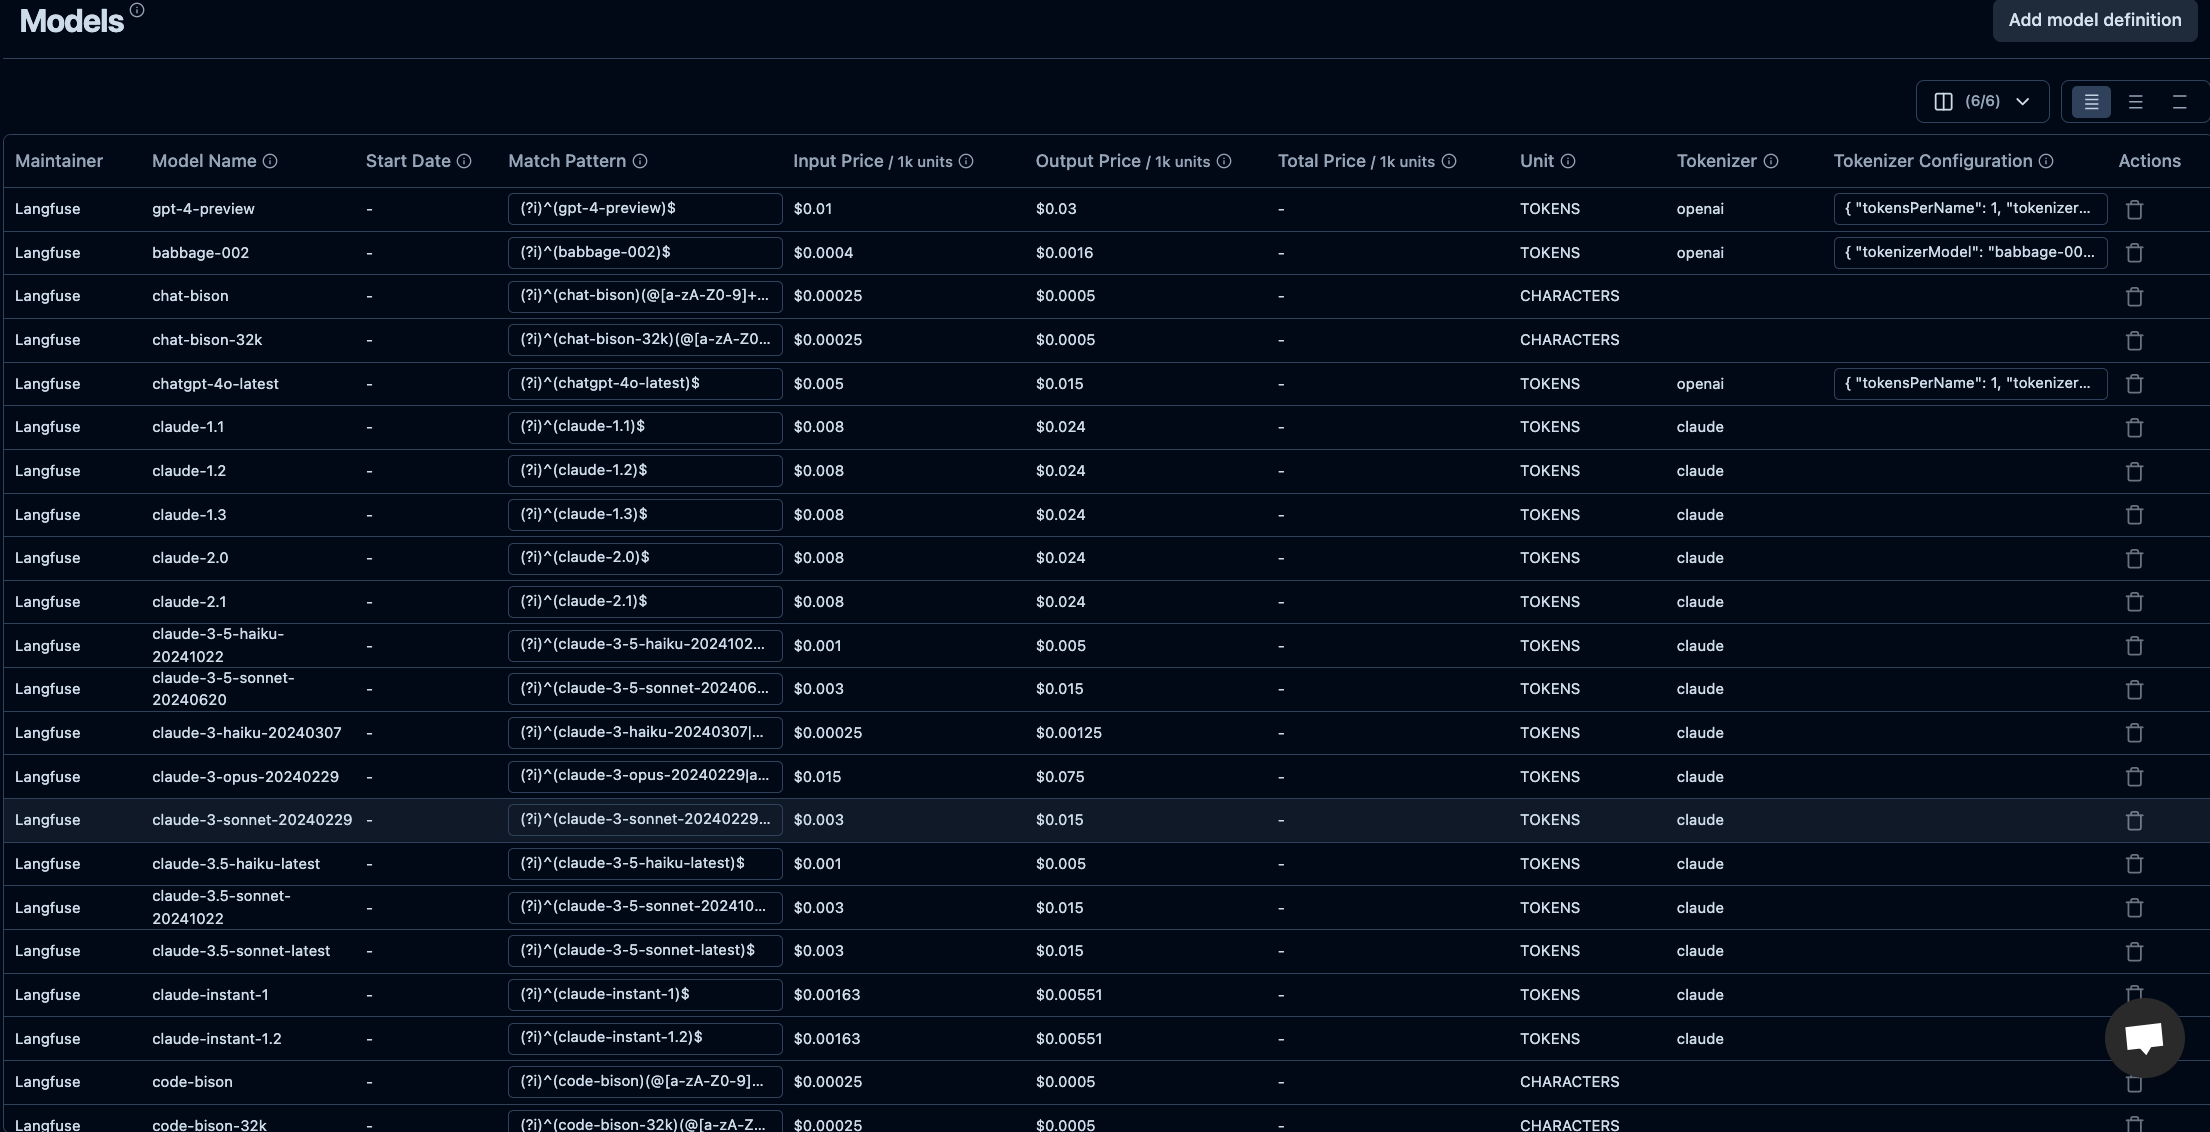 Models
Add model definition
(6/6)
Maintainer Model Name Start Date Match Pattern Input Price / 1k units Output Price / 1k units Total Price / 1k units Unit Tokenizer Tokenizer Configuration Actions
Langfuse gpt-4-preview - (?i)^(gpt-4-preview)$ $0.01 $0.03 - TOKENS openai { "tokensPerName": 1, "tokenizer...
Langfuse babbage-002 - (?i)^(babbage-002)$ $0.0004 $0.0016 - TOKENS openai { "tokenizerModel": "babbage-00...
Langfuse chat-bison - (?i)^(chat-bison)(@[a-zA-Z0-9]+... $0.00025 $0.0005 - CHARACTERS
Langfuse chat-bison-32k - (?i)^(chat-bison-32k)(@[a-zA-Z0... $0.00025 $0.0005 - CHARACTERS
Langfuse chatgpt-4o-latest - (?i)^(chatgpt-4o-latest)$ $0.005 $0.015 - TOKENS openai { "tokensPerName": 1, "tokenizer...
Langfuse claude-1.1 - (?i)^(claude-1.1)$ $0.008 $0.024 - TOKENS claude
Langfuse claude-1.2 - (?i)^(claude-1.2)$ $0.008 $0.024 - TOKENS claude
Langfuse claude-1.3 - (?i)^(claude-1.3)$ $0.008 $0.024 - TOKENS claude
Langfuse claude-2.0 - (?i)^(claude-2.0)$ $0.008 $0.024 - TOKENS claude
Langfuse claude-2.1 - (?i)^(claude-2.1)$ $0.008 $0.024 - TOKENS claude
Langfuse claude-3-5-haiku-
20241022 - (?i)^(claude-3-5-haiku-2024102... $0.001 $0.005 - TOKENS claude
Langfuse claude-3-5-sonnet-
20240620 - (?i)^(claude-3-5-sonnet-202406... $0.003 $0.015 - TOKENS claude
Langfuse claude-3-haiku-20240307 - (?i)^(claude-3-haiku-20240307|... $0.00025 $0.00125 - TOKENS claude
Langfuse claude-3-opus-20240229 - (?i)^(claude-3-opus-20240229|a... $0.015 $0.075 - TOKENS claude
Langfuse claude-3-sonnet-20240229 - (?i)^(claude-3-sonnet-20240229... $0.003 $0.015 - TOKENS claude
Langfuse claude-3.5-haiku-latest - (?i)^(claude-3-5-haiku-latest)$ $0.001 $0.005 - TOKENS claude
Langfuse claude-3.5-sonnet-
20241022 - (?i)^(claude-3-5-sonnet-202410... $0.003 $0.015 - TOKENS claude
Langfuse claude-3.5-sonnet-latest - (?i)^(claude-3-5-sonnet-latest)$ $0.003 $0.015 - TOKENS claude
Langfuse claude-instant-1 - (?i)^(claude-instant-1)$ $0.00163 $0.00551 - TOKENS claude
Langfuse claude-instant-1.2 - (?i)^(claude-instant-1.2)$ $0.00163 $0.00551 - TOKENS claude
Langfuse code-bison - (?i)^(code-bison)(@[a-zA-Z0-9]... $0.00025 $0.0005 - CHARACTERS
Langfuse code-bison-32k - (?i)^(code-bison-32k)(@[a-zA-Z... $0.00025 $0.0005 - CHARACTERS